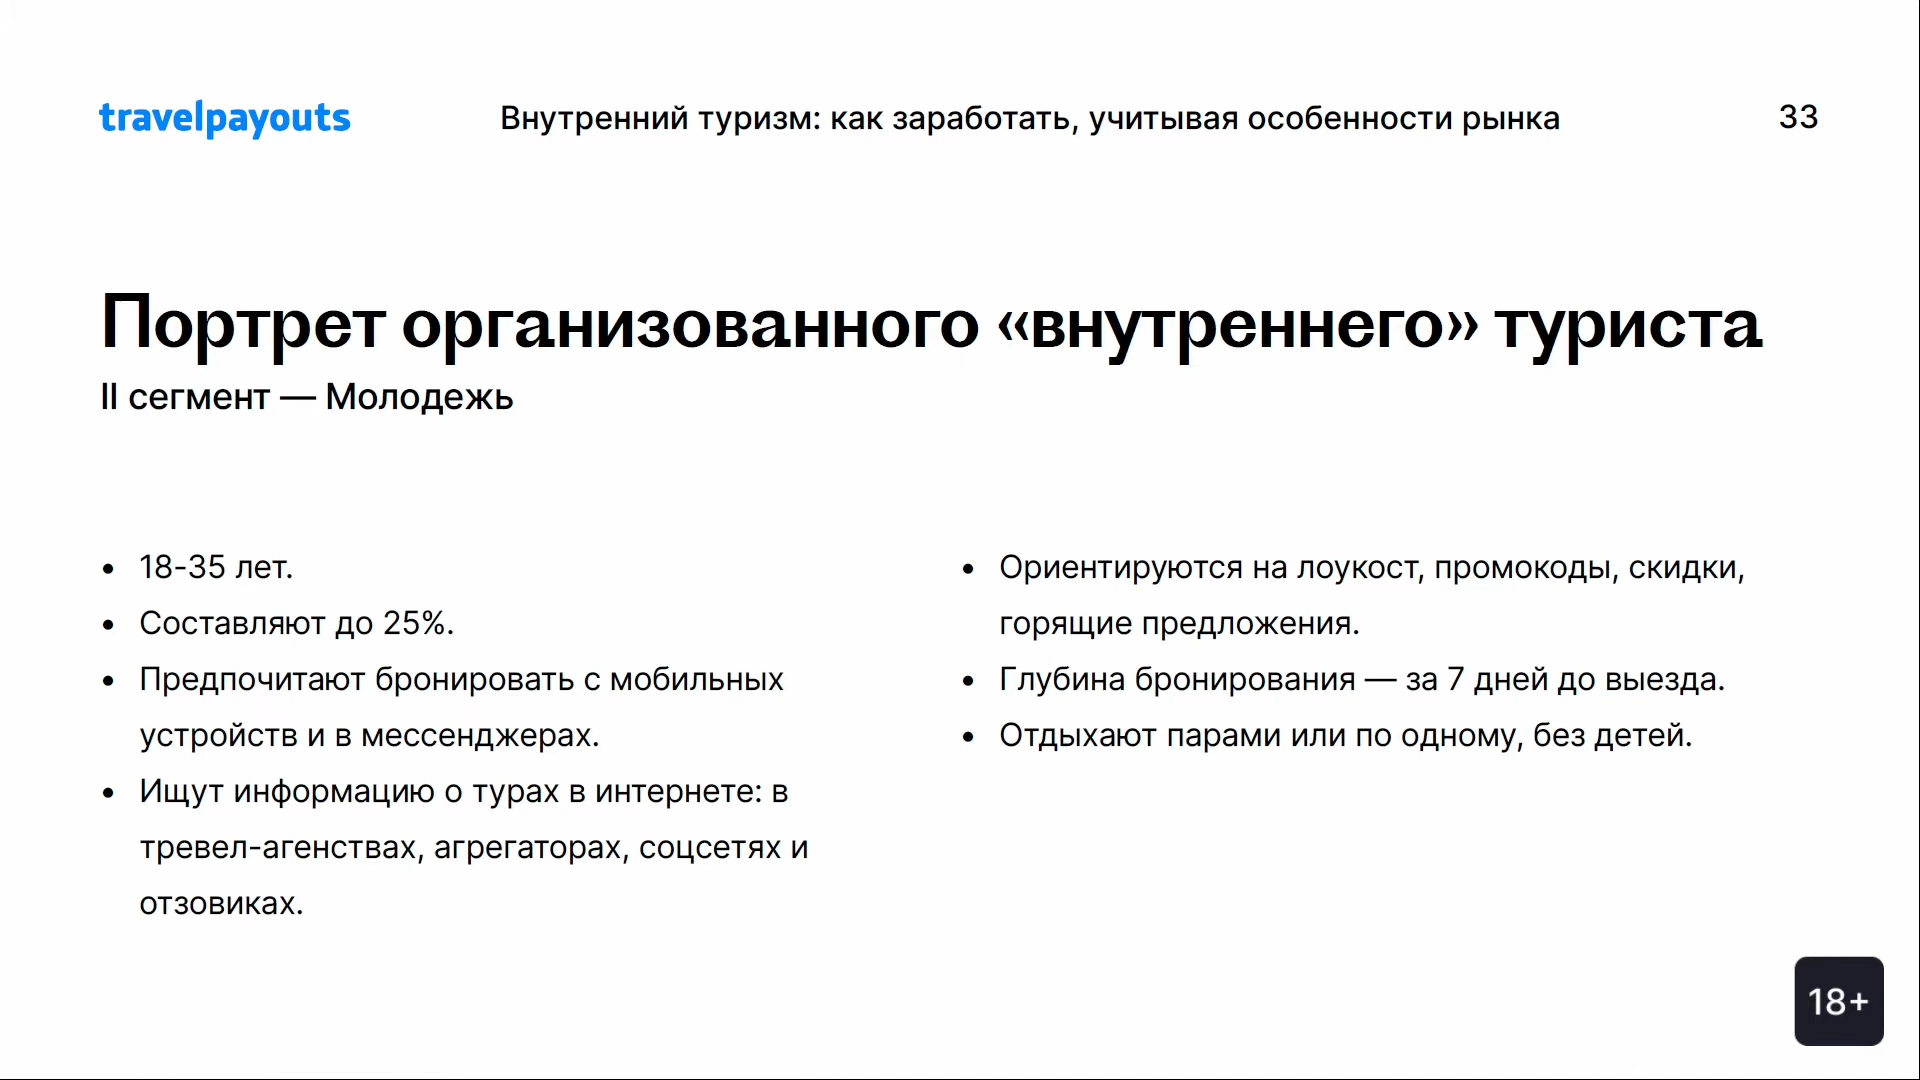 travelpayouts
Внутренний туризм: как заработать, учитывая особенности рынка
33
Портрет организованного «внутреннего» туриста
II сегмент — Молодежь
• 18-35 лет.
• Составляют до 25%.
• Предпочитают бронировать с мобильных
устройств и в мессенджерах.
• Ищут информацию о турах в интернете: в
тревел-агенствах, агрегаторах, соцсетях и
отзовиках.
• Ориентируются на лоукост, промокоды, скидки,
горящие предложения.
• Глубина бронирования — за 7 дней до выезда.
• Отдыхают парами или по одному, без детей.
18+